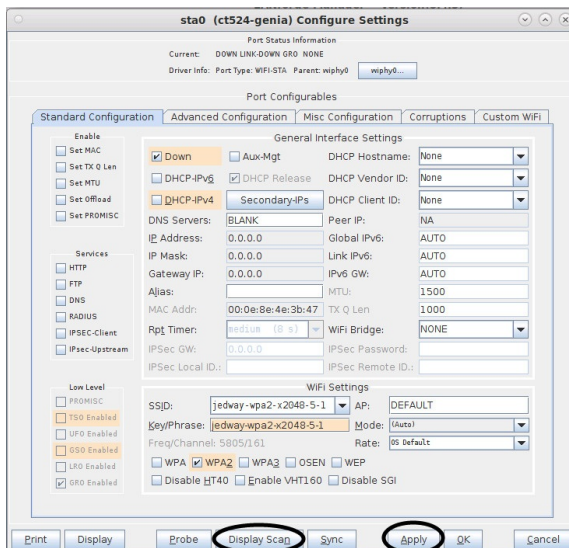 sta0 (ct524-genia) Configure Settings
Port Status Information
Current: DOWN LINK-DOWN GRO NONE
Driver Info: Port Type: WIFI-STA Parent: wiphy0 wiphy0...
Port Configurables
Standard Configuration Advanced Configuration Misc Configuration Corruptions Custom WiFi
Enable
Set MAC
Set TX Q Len
Set MTU
Set Offload
Set PROMISC
Services
HTTP
FTP
DNS
RADIUS
IPSEC-Client
IPsec-Upstream
Low Level
PROMISC
TSO Enabled
UFO Enabled
GSO Enabled
LRO Enabled
GRO Enabled
General Interface Settings
Down Aux-Mgt DHCP Hostname: None
DHCP-IPv6 DHCP Release DHCP Vendor ID: None
DHCP-IPv4 Secondary-IPs DHCP Client ID: None
DNS Servers: BLANK Peer IP: NA
IP Address: 0.0.0.0 Global IPv6: AUTO
IP Mask: 0.0.0.0 Link IPv6: AUTO
Gateway IP: 0.0.0.0 IPv6 GW: AUTO
Alias: MTU: 1500
MAC Addr: 00:0e:8e:4e:3b:47 TX Q Len 1000
Rpt Timer: medium (8 s) WiFi Bridge: NONE
IPSec GW: 0.0.0.0 IPSec Password:
IPSec Local ID.: IPSec Remote ID.:
WiFi Settings
SSID: jedway-wpa2-x2048-5-1 AP: DEFAULT
Key/Phrase: jedway-wpa2-x2048-5-1 Mode: (Auto)
Freq/Channel: 5805/161 Rate: OS Default
WPA WPA2 WPA3 OSEN WEP
Disable HT40 Enable VHT160 Disable SGI
Print Display Probe Display Scan Sync Apply OK Cancel